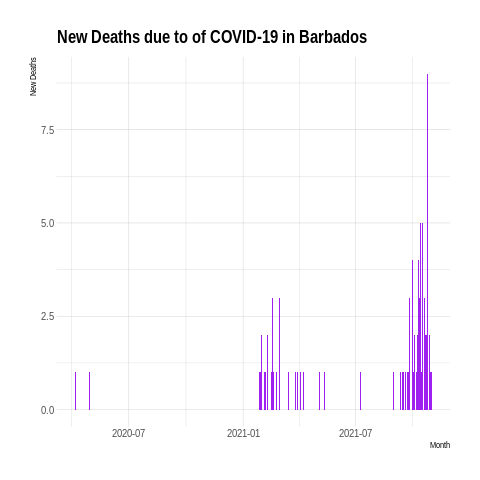 New Deaths due to of COVID-19 in Barbados
New Deaths
7.5
5.0
2.5
0.0
2020-07
2021-01
2021-07
Month